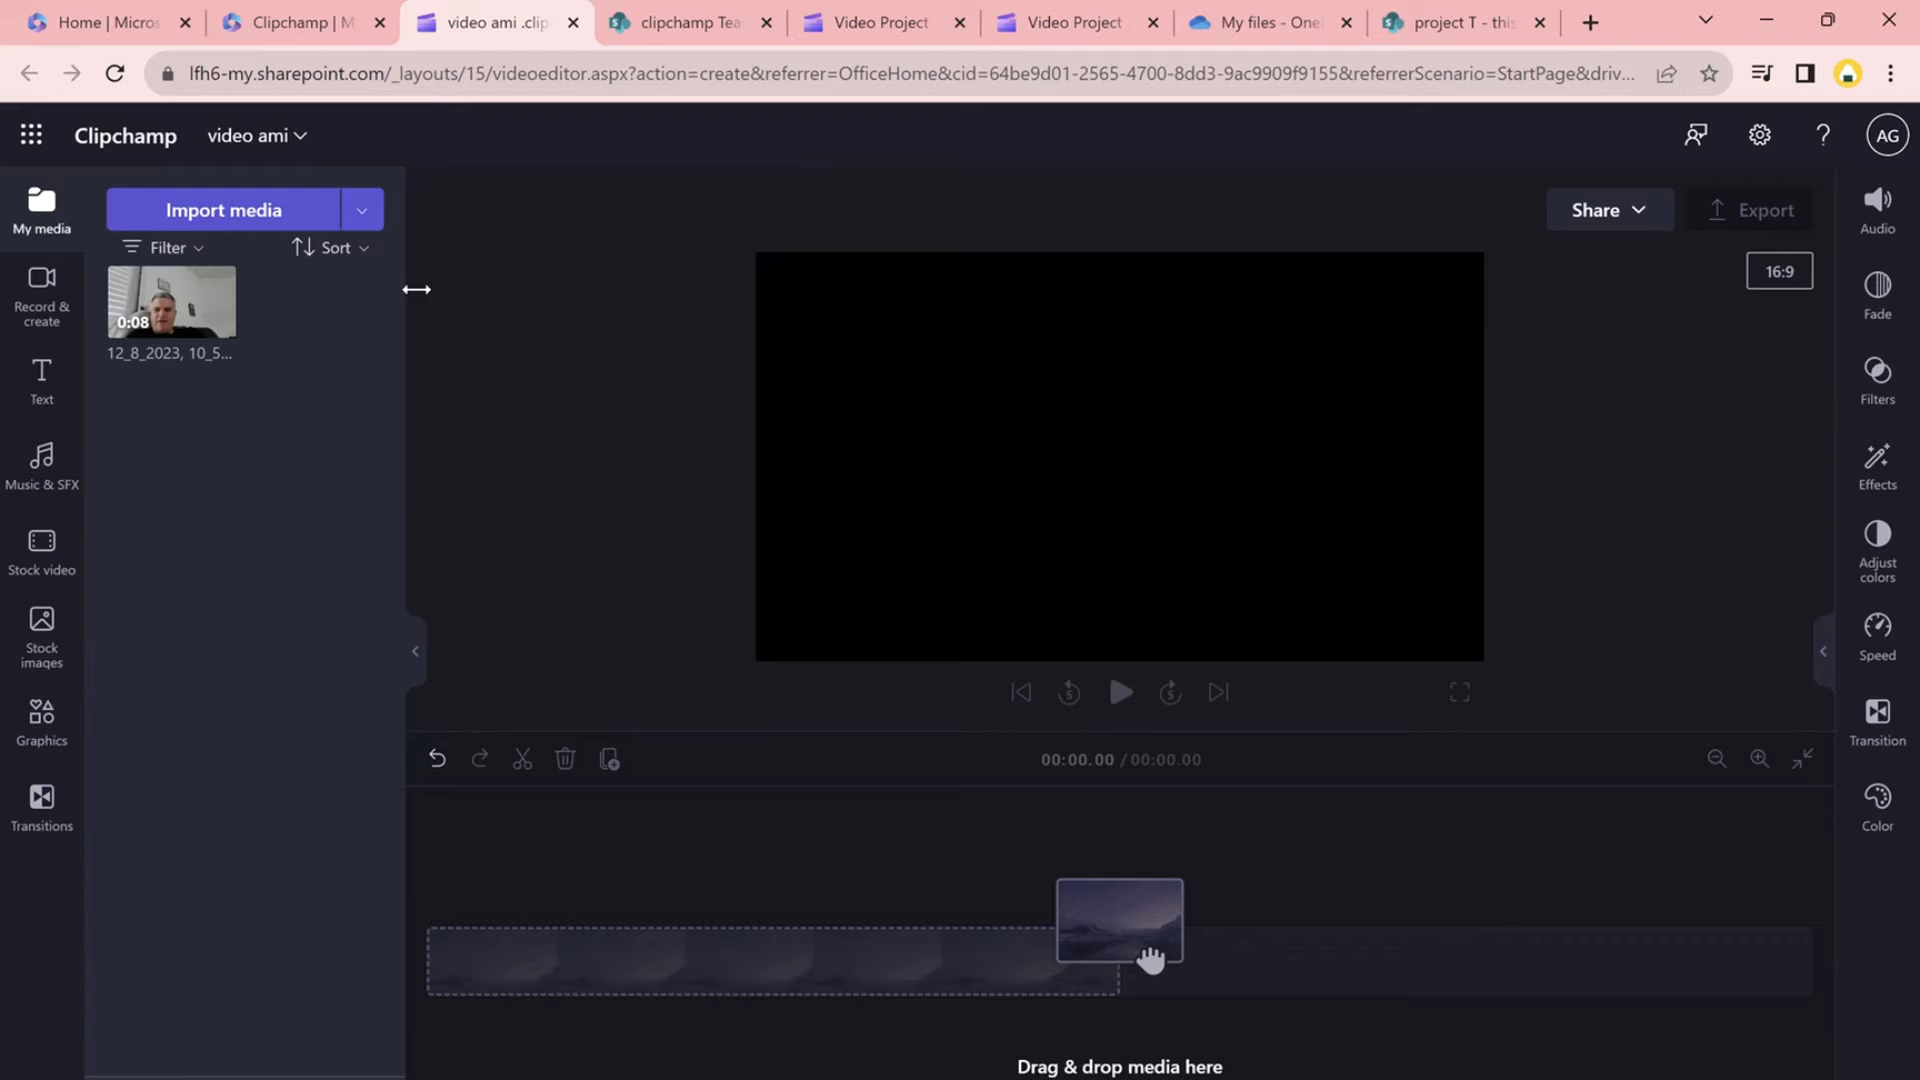 Home | Micros
Clipchamp | M
video ami .clip
clipchamp Tea
Video Project
Video Project
My files - One
project T - this
lfh6-my.sharepoint.com/_layouts/15/videoeditor.aspx?action=create&referrer=OfficeHome&cid=64be9d01-2565-4700-8dd3-9ac9909f9155&referrerScenario=StartPage&driv...
Clipchamp
video ami
AG
My media
Import media
Filter
Sort
0:08
12_8_2023, 10_5...
Record &
create
Text
Music & SFX
Stock video
Stock
images
Graphics
Transitions
Share
Export
16:9
5
5
00:00.00 / 00:00.00
Drag & drop media here
Audio
Fade
Filters
Effects
Adjust
colors
Speed
Transition
Color